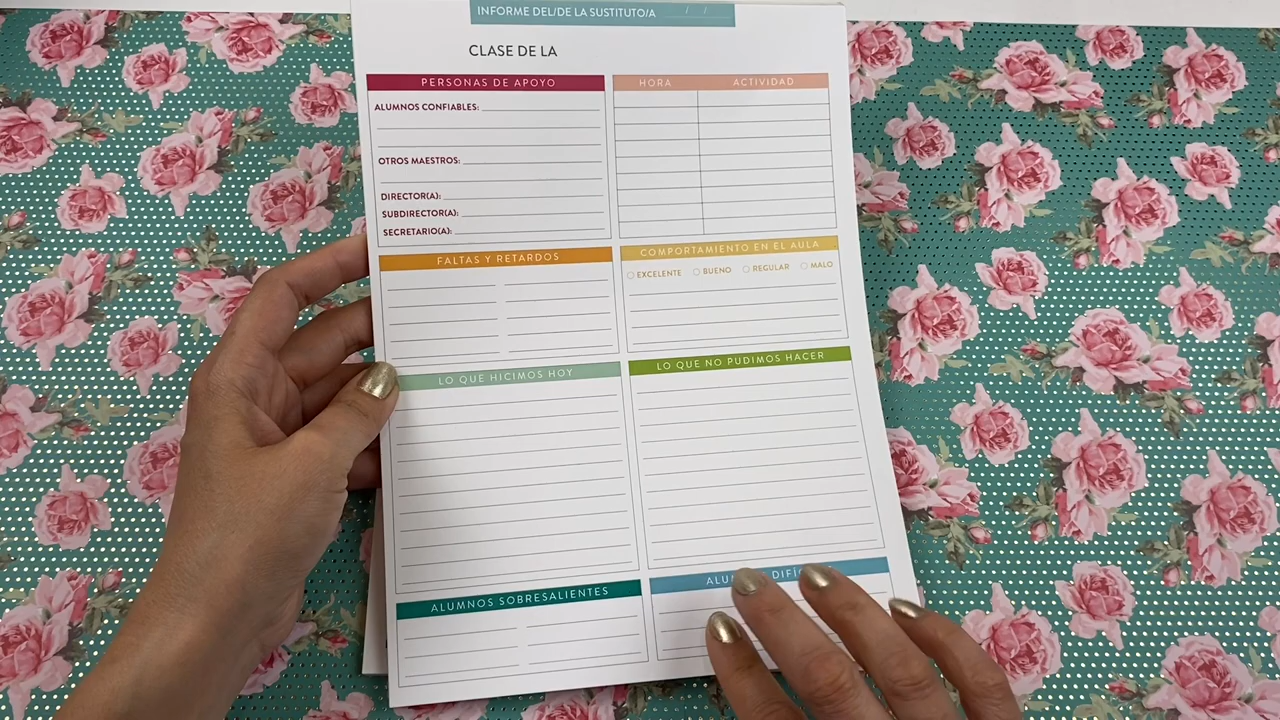 INFORME DEL/DE LA SUSTITUTO/A / /
CLASE DE LA
PERSONAS DE APOYO
ALUMNOS CONFIABLES:
OTROS MAESTROS:
DIRECTOR(A):
SUBDIRECTOR(A):
SECRETARIO(A):
HORA ACTIVIDAD
FALTAS Y RETARDOS
COMPORTAMIENTO EN EL AULA
EXCELENTE BUENO REGULAR MALO
LO QUE HICIMOS HOY
LO QUE NO PUDIMOS HACER
ALUMNOS SOBRESALIENTES